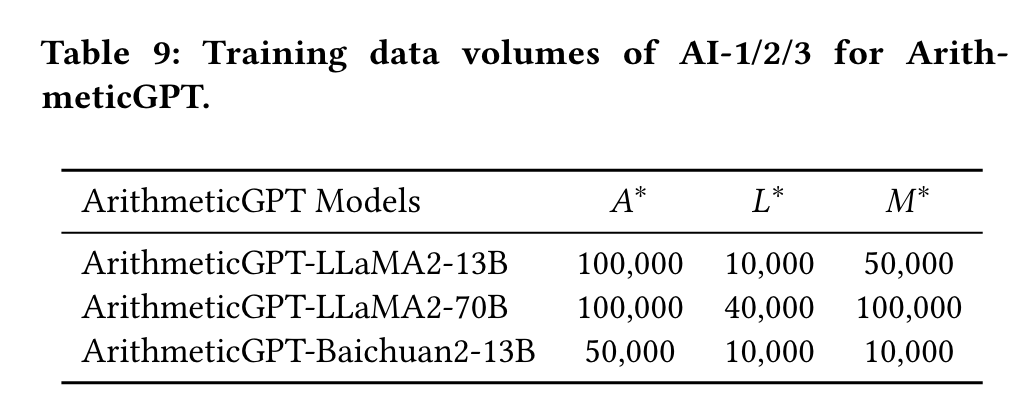 Table 9: Training data volumes of AI-1/2/3 for Arith-
meticGPT.
ArithmeticGPT Models A* L* M*
ArithmeticGPT-LLaMA2-13B 100,000 10,000 50,000
ArithmeticGPT-LLaMA2-70B 100,000 40,000 100,000
ArithmeticGPT-Baichuan2-13B 50,000 10,000 10,000